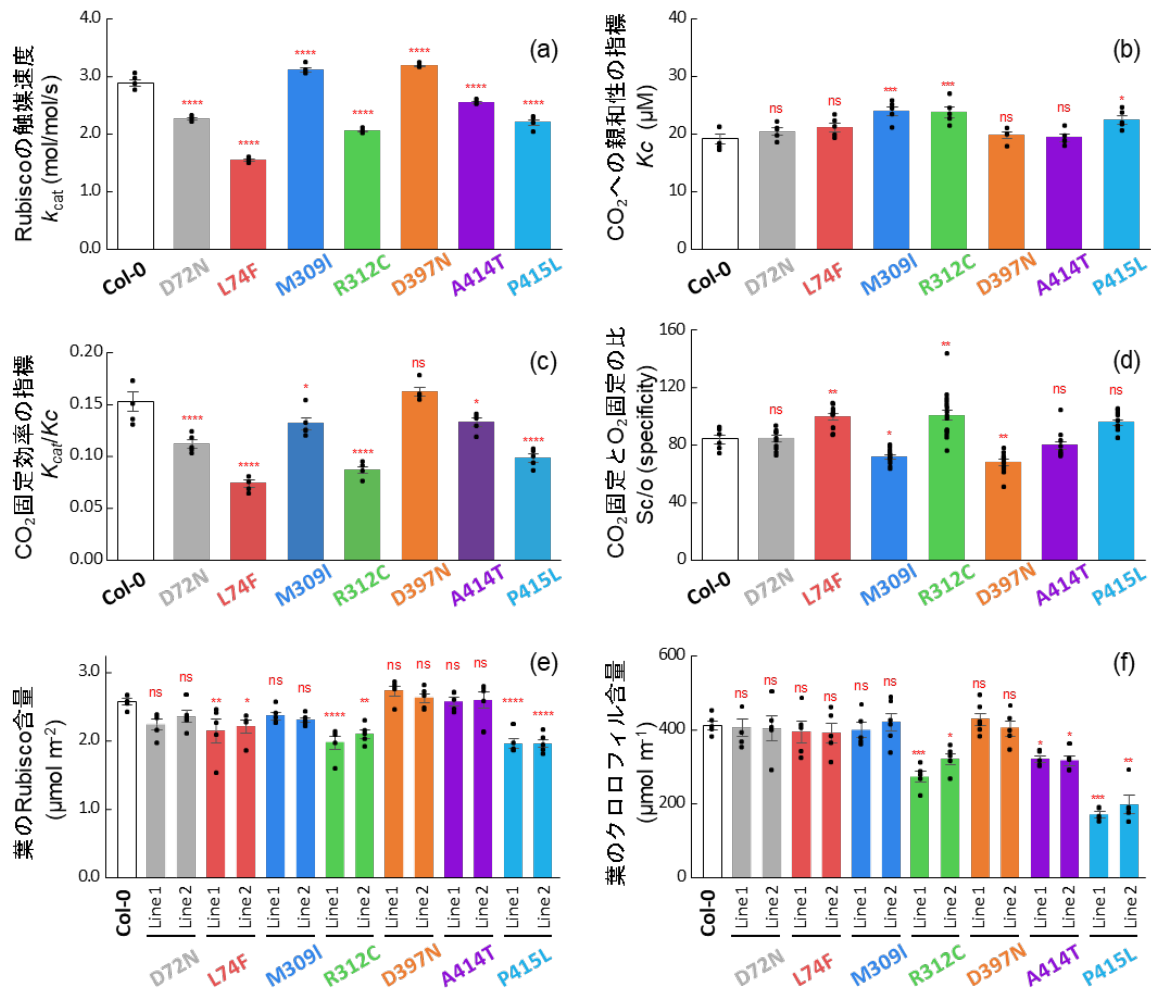 (a)
Rubiscoの触媒速度
kcat (mol/mol/s)
4.0
3.0
2.0
1.0
0.0
**** **** **** **** **** **** ****
Col-0 D72N L74F M309I R312C D397N A414T P415L
(b)
CO2への親和性の指標
Kc (μM)
40
30
20
10
0
ns ns *** *** ns ns *
Col-0 D72N L74F M309I R312C D397N A414T P415L
(c)
CO2固定効率の指標
Kcat/Kc
0.20
0.15
0.10
0.05
0.00
**** **** * **** ns * ****
Col-0 D72N L74F M309I R312C D397N A414T P415L
(d)
CO2固定とO2固定の比
Sc/o (specificity)
160
120
80
40
0
ns ** * ** ** ns ns
Col-0 D72N L74F M309I R312C D397N A414T P415L
(e)
葉のRubisco含量
(μmol m-2)
3.0
2.0
1.0
0.0
ns ns ** * ns ns **** ** ns ns ns ns **** ****
Col-0 Line1 Line2 Line1 Line2 Line1 Line2 Line1 Line2 Line1 Line2 Line1 Line2 Line1 Line2
D72N L74F M309I R312C D397N A414T P415L
(f)
葉のクロロフィル含量
(μmol m-1)
600
400
200
0
ns ns ns ns ns ns *** * ns ns * * *** **
Col-0 Line1 Line2 Line1 Line2 Line1 Line2 Line1 Line2 Line1 Line2 Line1 Line2 Line1 Line2
D72N L74F M309I R312C D397N A414T P415L